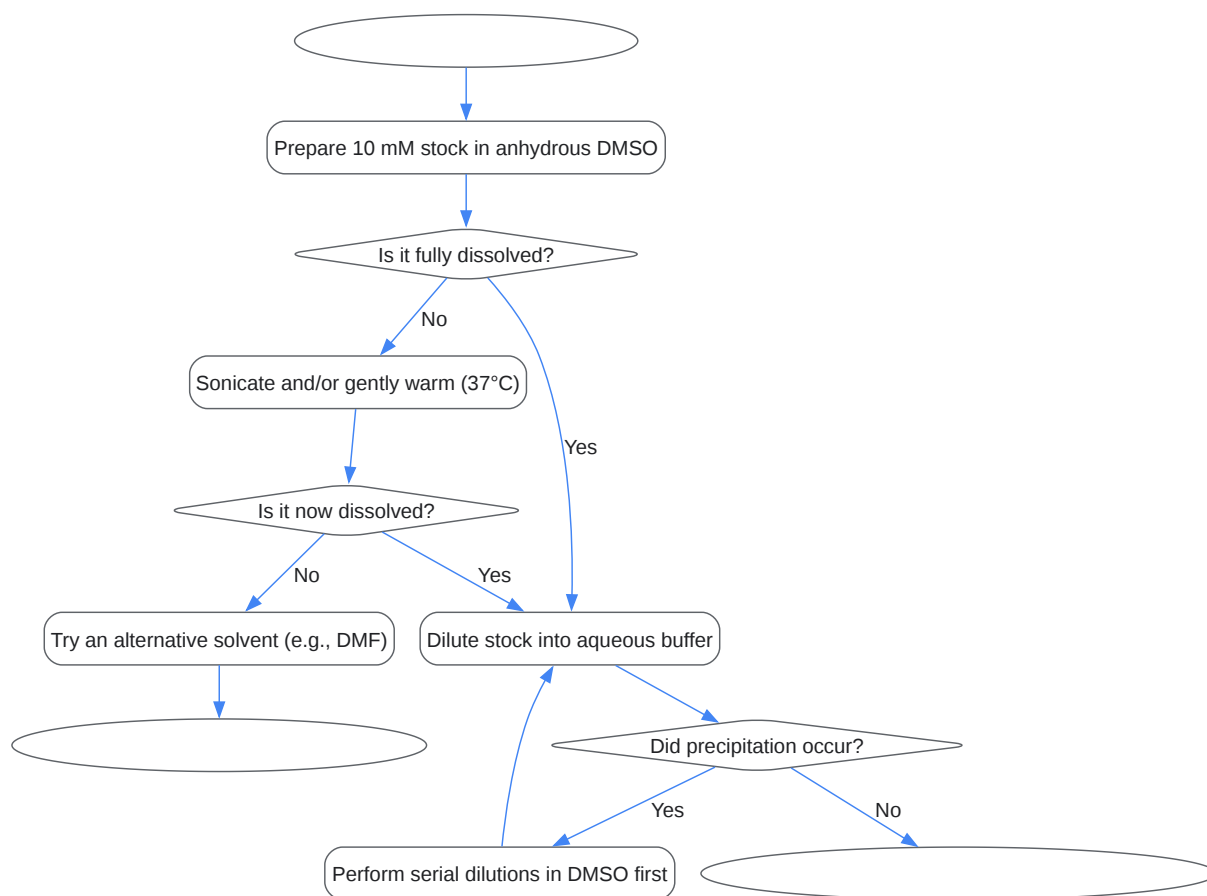 Prepare 10 mM stock in anhydrous DMSO
Is it fully dissolved?
No
Sonicate and/or gently warm (37°C)
Yes
Is it now dissolved?
No
Yes
Try an alternative solvent (e.g., DMF)
Dilute stock into aqueous buffer
Did precipitation occur?
Yes
No
Perform serial dilutions in DMSO first